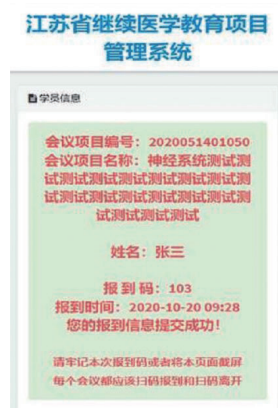 江苏省继续医学教育项目
管理系统
学员信息
会议项目编号：2020051401050
会议项目名称：神经系统测试测
试测试测试测试测试测试测试测
试测试测试测试测试测试测试测
试测试测试测试
姓名：张三
报到码：103
报到时间：2020-10-20 09:28
您的报到信息提交成功！
请牢记本次报到码或者将本页面截屏
每个会议都应该扫码报到和扫码离开